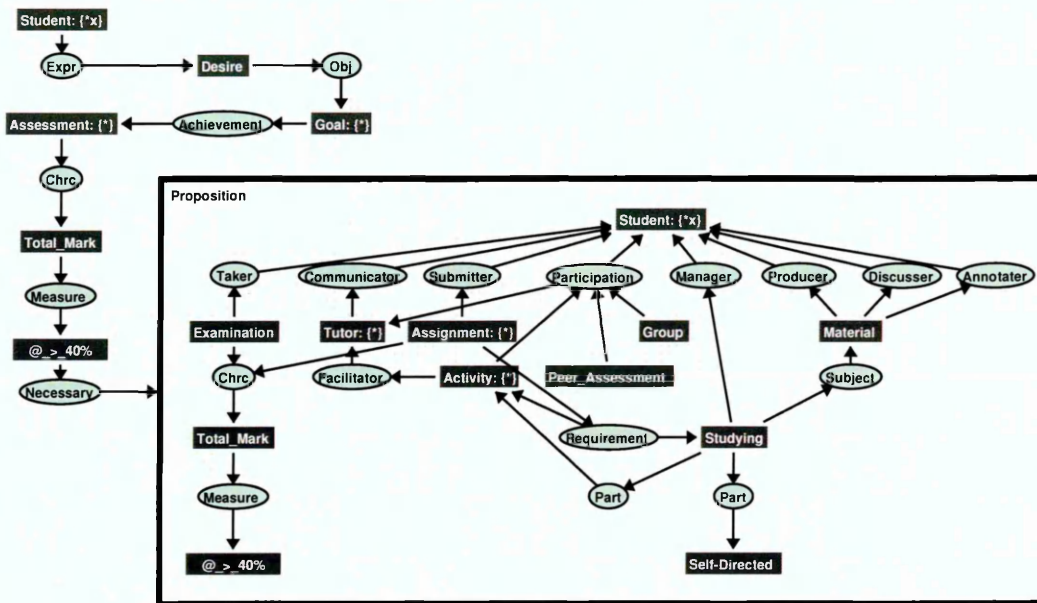 Student: {*x}
Expr
Desire
Obj
Assessment: {*}
Achievement
Goal: {*}
Chrc
Proposition
Student: {*x}
Total_Mark
Taker
Communicator
Submitter
Participation
Manager
Producer
Discusser
Annotater
Measure
Examination
Tutor: {*}
Assignment: {*}
Group
Material
@_>_40%
Chrc
Facilitator
Activity: {*}
Peer_Assessment
Subject
Necessary
Total_Mark
Requirement
Studying
Measure
Part
Part
@_>_40%
Self-Directed